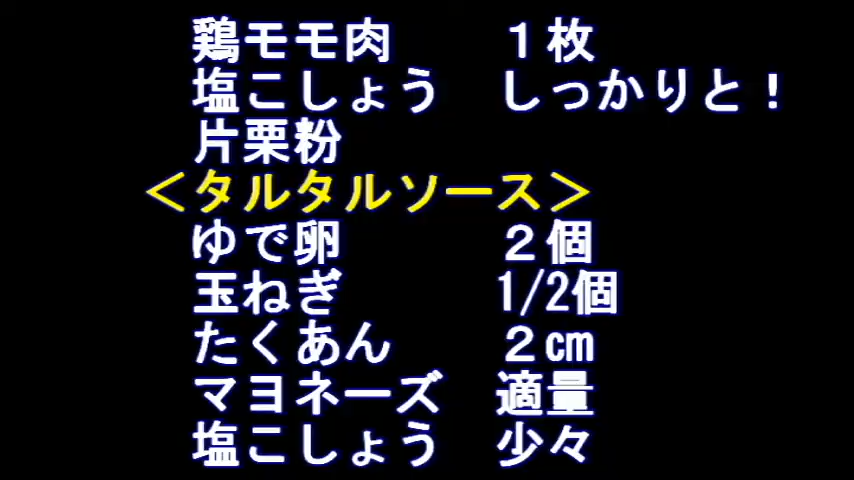 鶏モモ肉 １枚
塩こしょう しっかりと！
片栗粉
＜タルタルソース＞
ゆで卵 ２個
玉ねぎ 1/2個
たくあん ２cm
マヨネーズ 適量
塩こしょう 少々